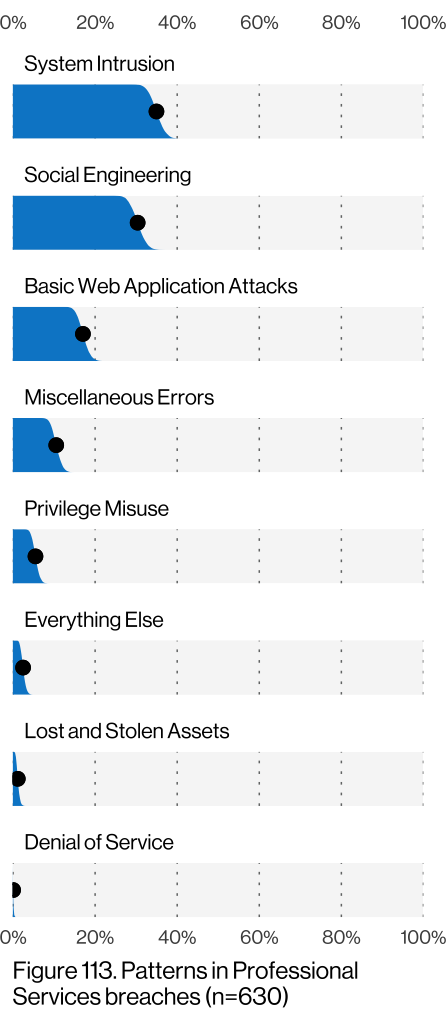 0% 20% 40% 60% 80% 100%
System Intrusion
Social Engineering
Basic Web Application Attacks
Miscellaneous Errors
Privilege Misuse
Everything Else
Lost and Stolen Assets
Denial of Service
0% 20% 40% 60% 80% 100%
Figure 113. Patterns in Professional
Services breaches (n=630)